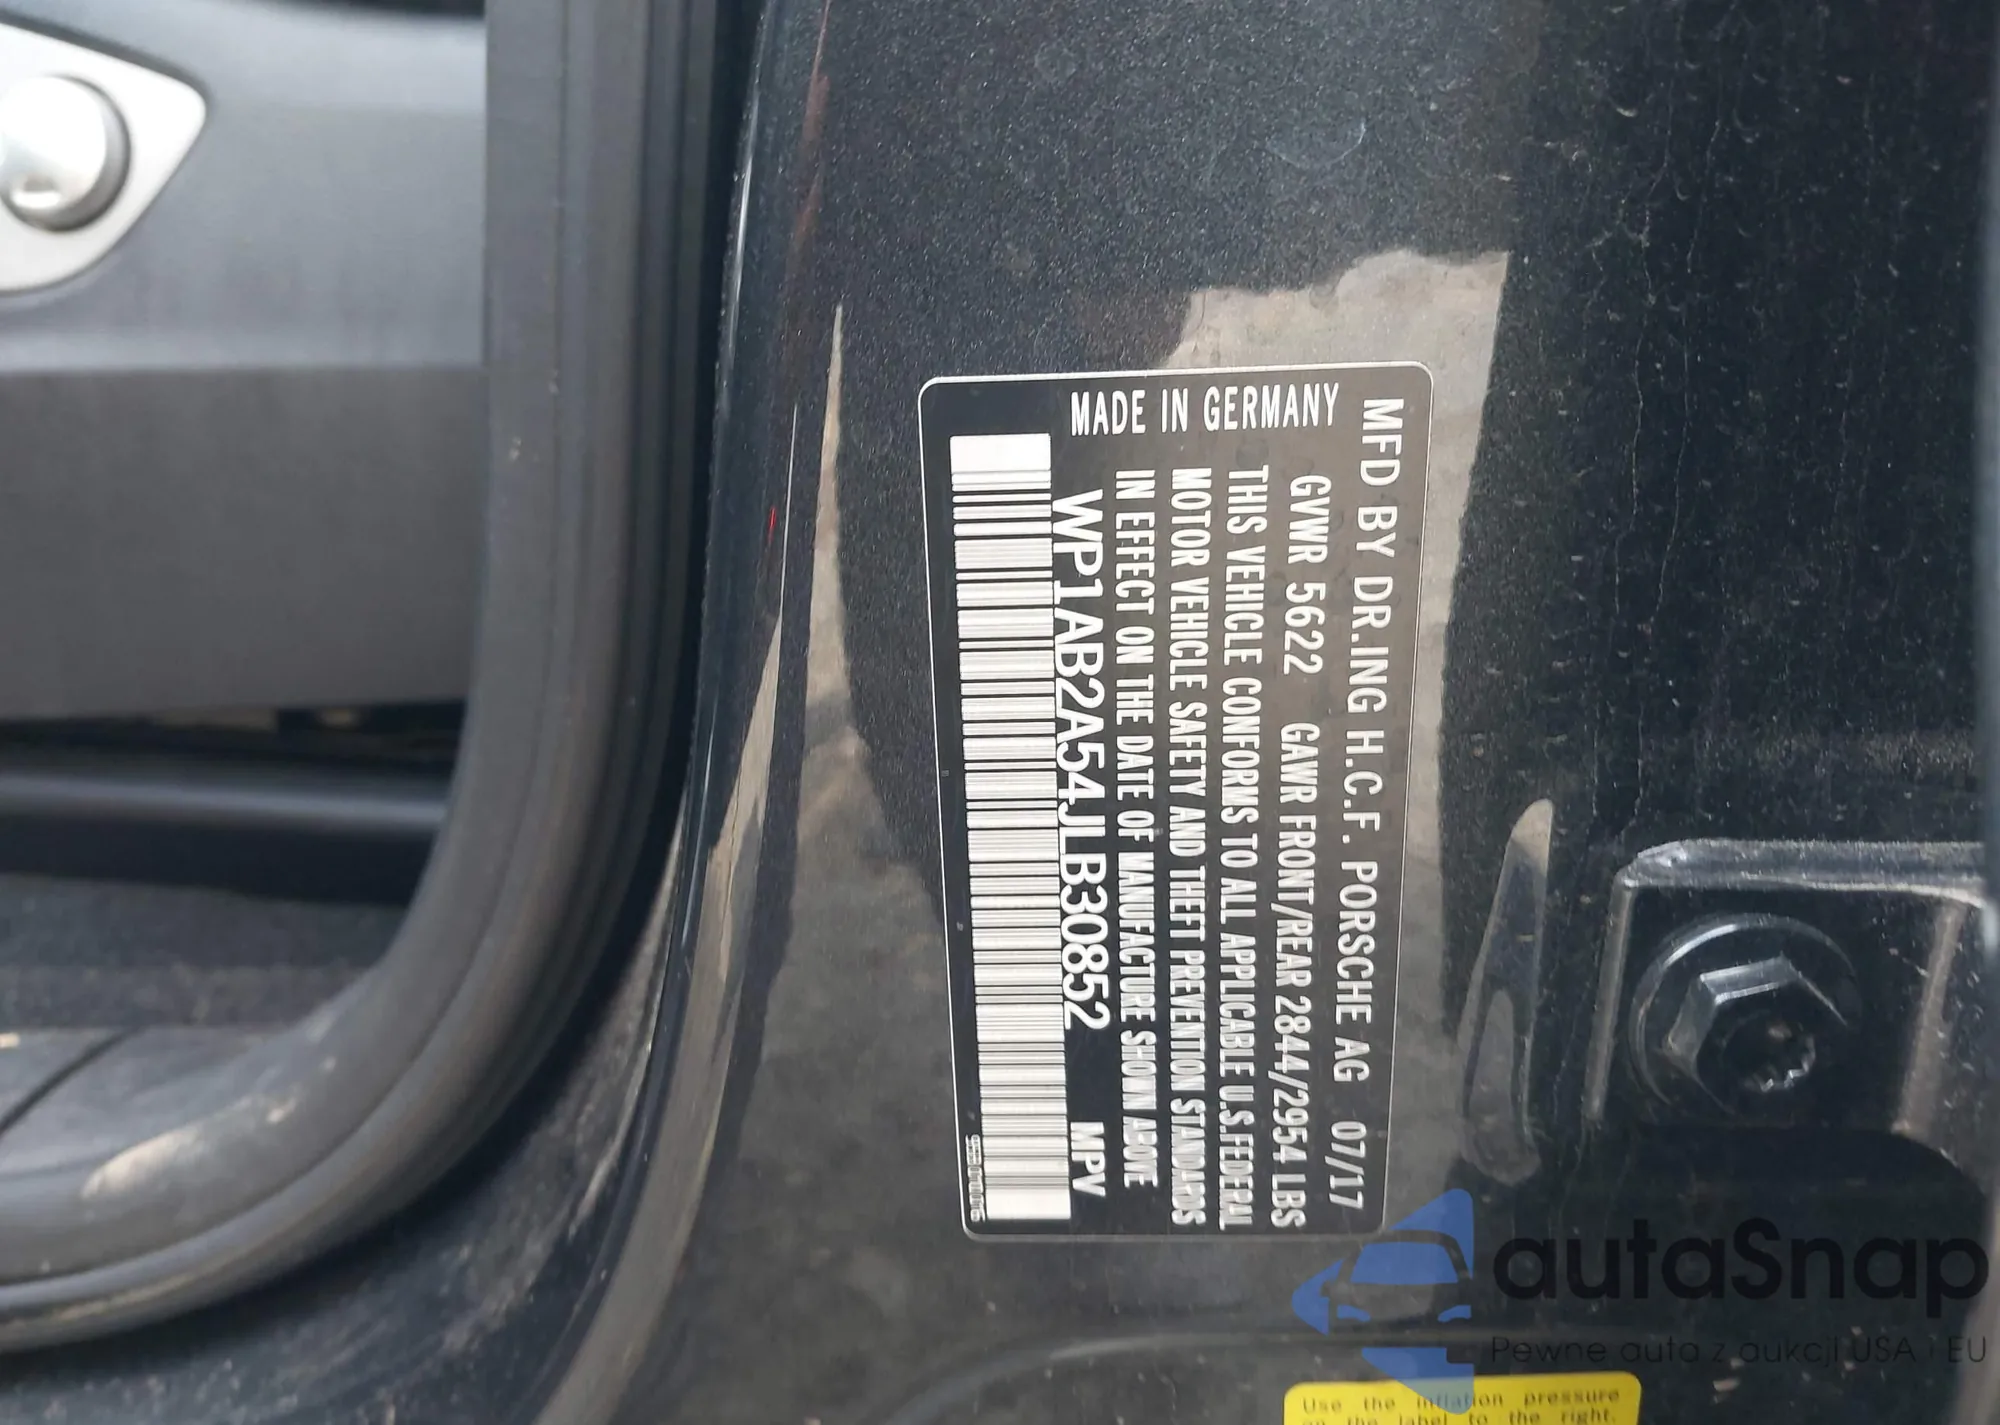 MFD BY DR.ING H.C.F. PORSCHE AG 07/17
GVWR 5622 GAWR FRONT/REAR 2844/2954 LBS
THIS VEHICLE CONFORMS TO ALL APPLICABLE U.S.FEDERAL
MOTOR VEHICLE SAFETY AND THEFT PREVENTION STANDARDS
IN EFFECT ON THE DATE OF MANUFACTURE SHOWN ABOVE
WP1AB2A54JLB30852 MPV
MADE IN GERMANY
autaSnap
Pewne auta z aukcji USA i EU
Use the inflation pressure
on the label to the right.